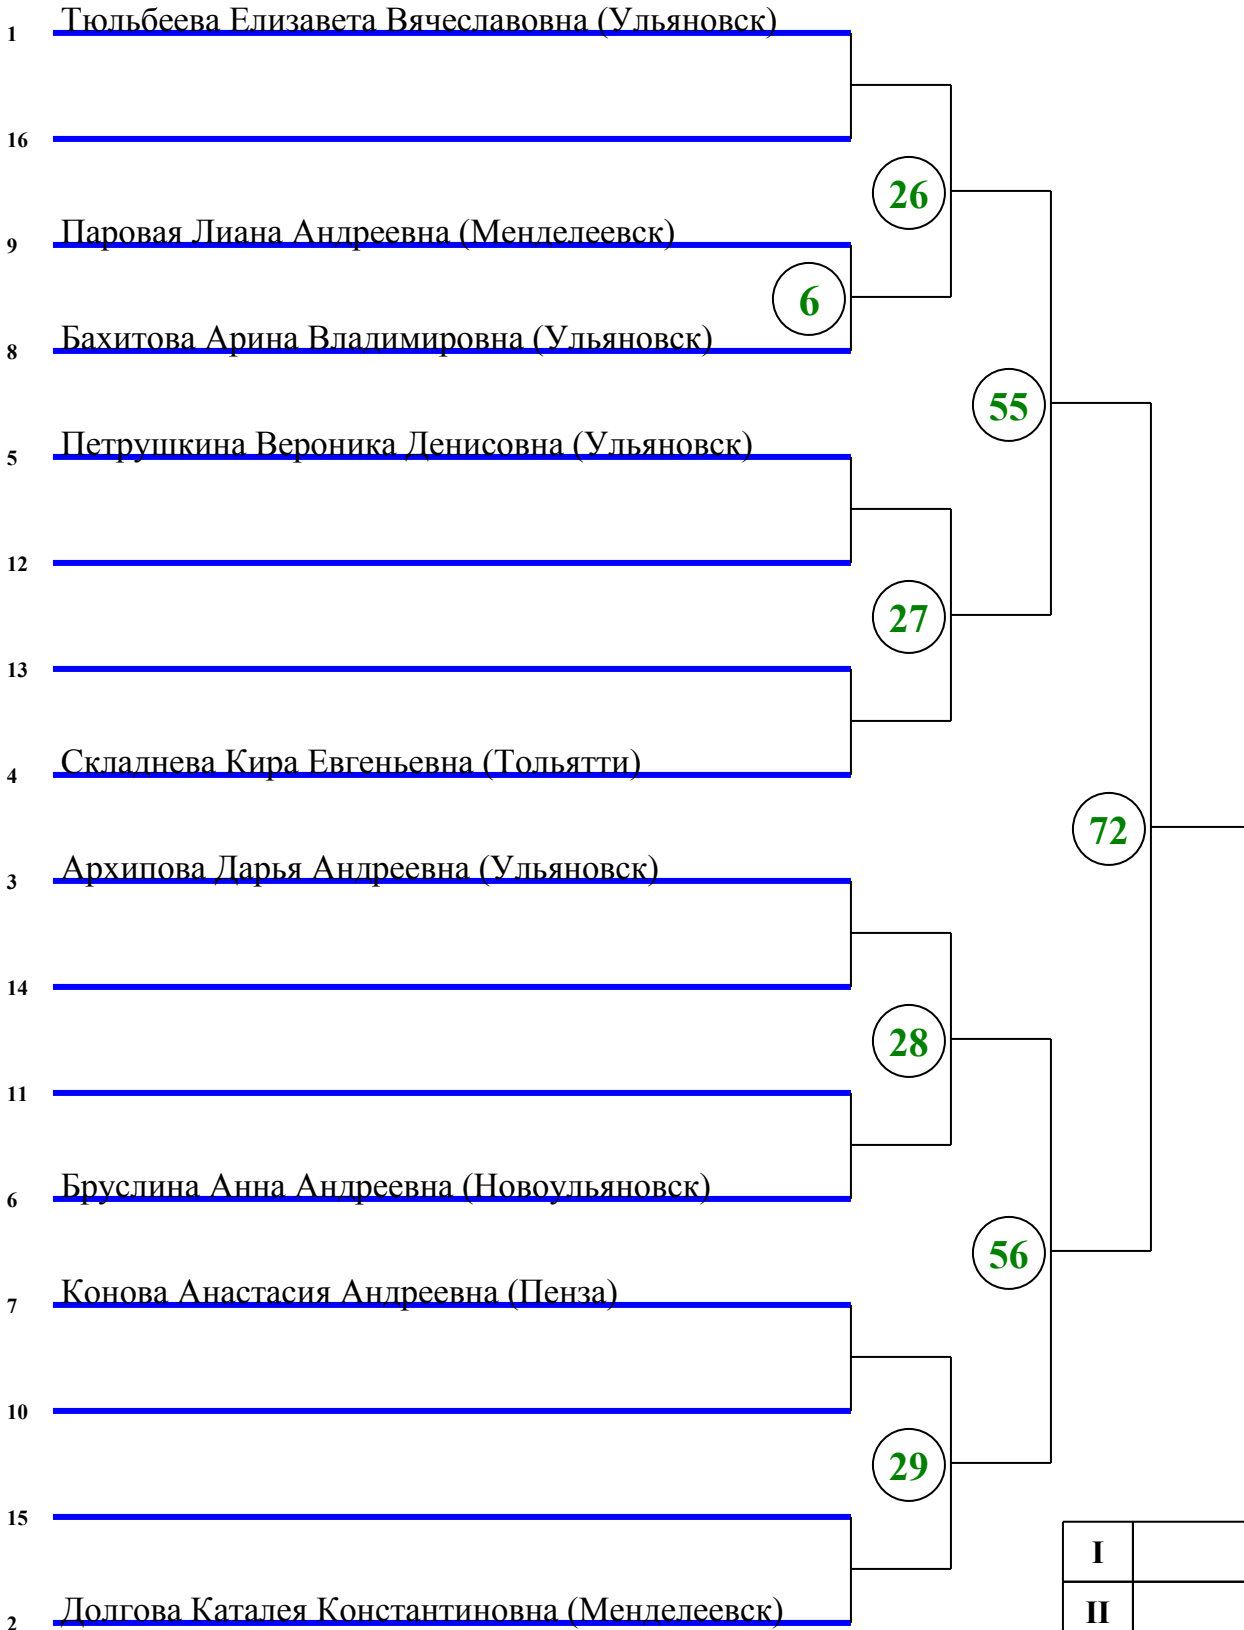 1 Тюльбеева Елизавета Вячеславовна (Ульяновск)
16
26
9 Паровая Лиана Андреевна (Менделеевск)
6
8 Бахитова Арина Владимировна (Ульяновск)
55
5 Петрушкина Вероника Денисовна (Ульяновск)
12
27
13
4 Складнева Кира Евгеньевна (Тольятти)
72
3 Архипова Дарья Андреевна (Ульяновск)
14
28
11
6 Бруслина Анна Андреевна (Новоульяновск)
56
7 Конова Анастасия Андреевна (Пенза)
10
29
15
I
2 Долгова Каталея Константиновна (Менделеевск)
II